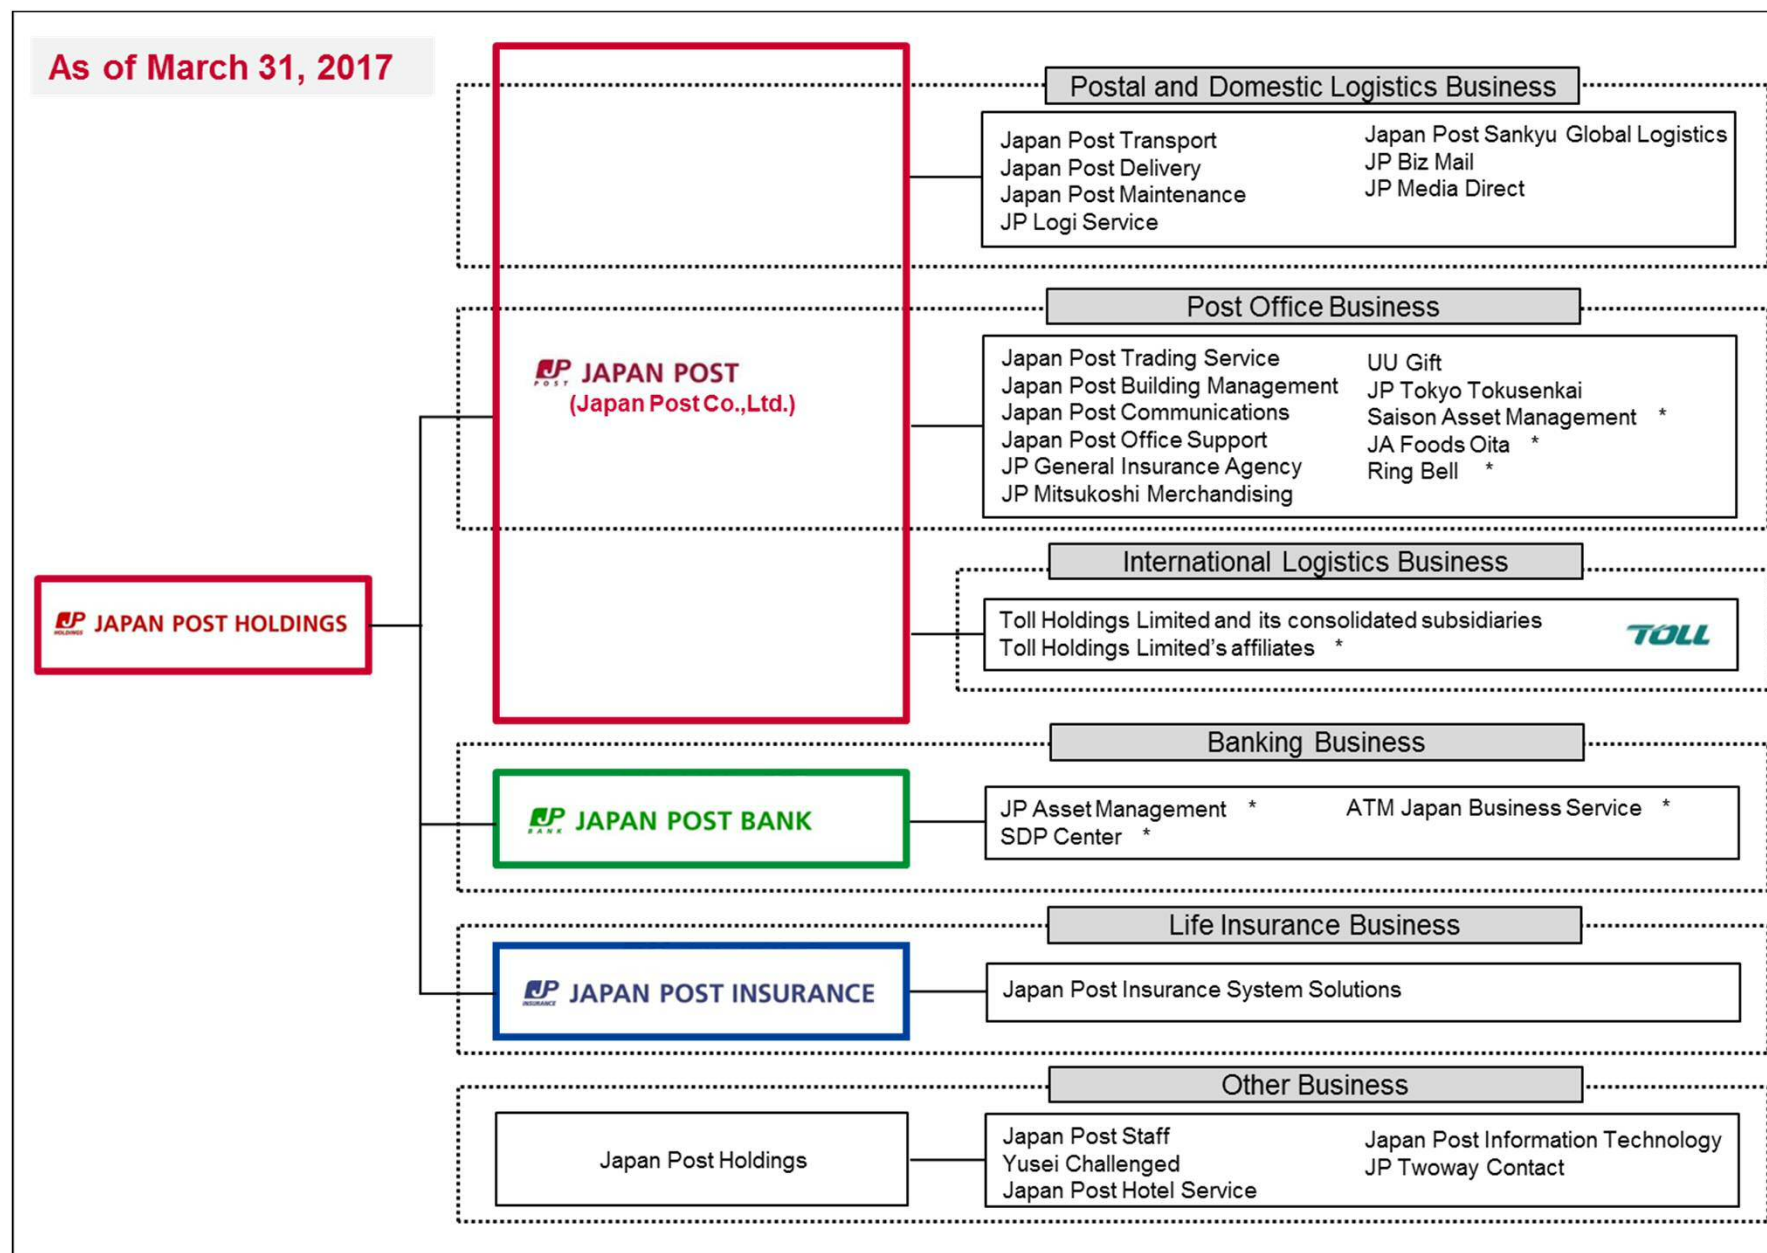 As of March 31, 2017
Postal and Domestic Logistics Business
Japan Post Transport
Japan Post Delivery
Japan Post Maintenance
JP Logi Service
Japan Post Sankyu Global Logistics
JP Biz Mail
JP Media Direct
Post Office Business
JP POST JAPAN POST
(Japan Post Co.,Ltd.)
Japan Post Trading Service
Japan Post Building Management
Japan Post Communications
Japan Post Office Support
JP General Insurance Agency
JP Mitsukoshi Merchandising
UU Gift
JP Tokyo Tokusenkai
Saison Asset Management *
JA Foods Oita *
Ring Bell *
International Logistics Business
JP HOLDINGS JAPAN POST HOLDINGS
Toll Holdings Limited and its consolidated subsidiaries
Toll Holdings Limited's affiliates *
TOLL
Banking Business
JP BANK JAPAN POST BANK
JP Asset Management *
SDP Center *
ATM Japan Business Service *
Life Insurance Business
JP INSURANCE JAPAN POST INSURANCE
Japan Post Insurance System Solutions
Other Business
Japan Post Holdings
Japan Post Staff
Yusei Challenged
Japan Post Hotel Service
Japan Post Information Technology
JP Twoway Contact